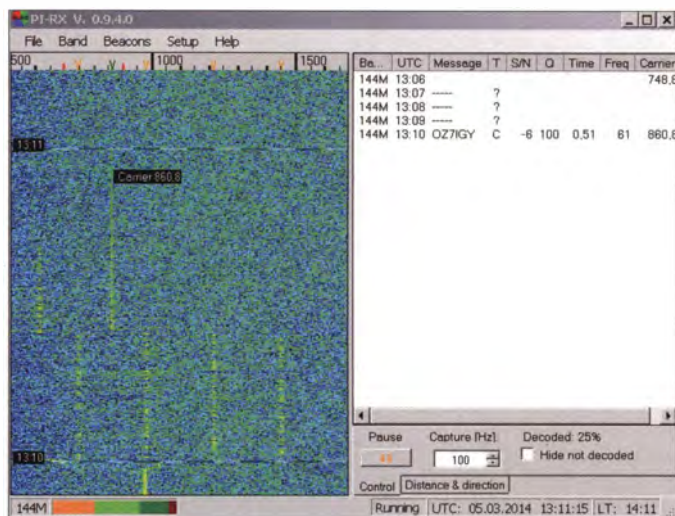 PI-RX V. 0.9.4.0
File Band Beacons Setup Help
500 1000 1500
13:11
Carrier 860,8
13:10
Ba... UTC Message T S/N Q Time Freq Carrier
144M 13:06 748,8
144M 13:07 ----- ?
144M 13:08 ----- ?
144M 13:09 ----- ?
144M 13:10 OZ7IGY C -6 100 0,51 61 860,8
Pause Capture [Hz]: Decoded: 25%
100 Hide not decoded
Control Distance & direction
144M Running UTC: 05.03.2014 13:11:15 LT: 14:11